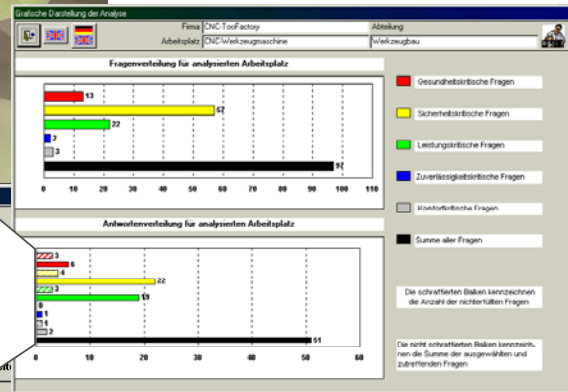 Grafische Darstellung der Analyse
Firma CNC-TooFactory Abteilung
Arbeitsplatz CNC-Werkzeugmaschine Werkzeugbau
Fragenverteilung für analysierten Arbeitsplatz
13
57
22
2
3
97
0 10 20 30 40 50 60 70 80 90 100 110
Antwortenverteilung für analysierten Arbeitsplatz
3
6
4
22
3
19
0
1
1
2
51
0 10 20 30 40 50 60
Gesundheitskritische Fragen
Sicherheitskritische Fragen
Leistungskritische Fragen
Zuverlässigkeitskritische Fragen
Komfortkritische Fragen
Summe aller Fragen
Die schraffierten Balken kennzeichnen
die Anzahl der nichterfüllten Fragen
Die nicht schraffierten Balken kennzeich-
nen die Summe der ausgewählten und
zutreffenden Fragen